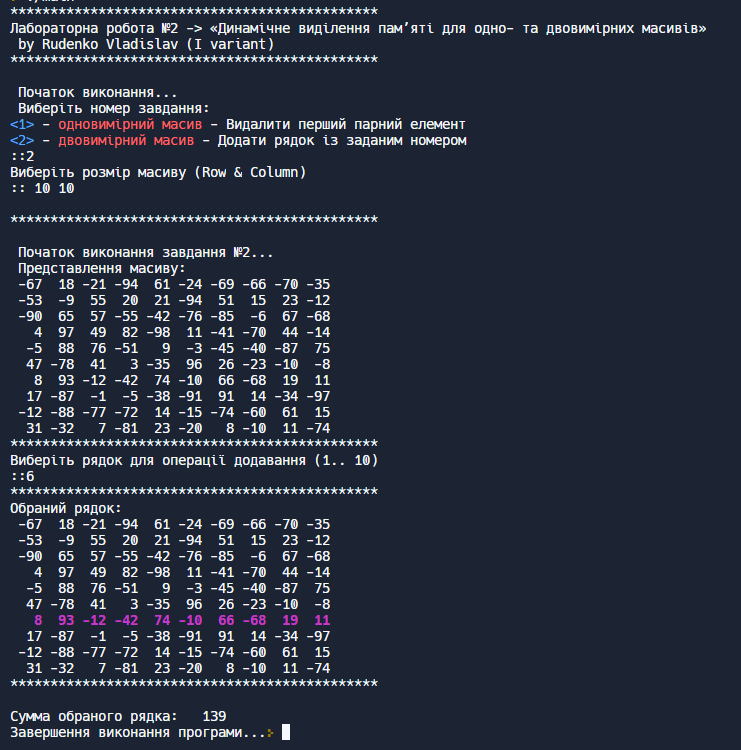 **********************************************
Лабораторна робота №2 -> «Динамічне виділення пам’яті для одно- та двовимірних масивів»
by Rudenko Vladislav (I variant)
**********************************************
Початок виконання...
Виберіть номер завдання:
<1> - одновимірний масив - Видалити перший парний елемент
<2> - двовимірний масив - Додати рядок із заданим номером
::2
Виберіть розмір масиву (Row & Column)
:: 10 10
**********************************************
Початок виконання завдання №2...
Представлення масиву:
-67 18 -21 -94 61 -24 -69 -66 -70 -35
-53 -9 55 20 21 -94 51 15 23 -12
-90 65 57 -55 -42 -76 -85 -6 67 -68
4 97 49 82 -98 11 -41 -70 44 -14
-5 88 76 -51 9 -3 -45 -40 -87 75
47 -78 41 3 -35 96 26 -23 -10 -8
8 93 -12 -42 74 -10 66 -68 19 11
17 -87 -1 -5 -38 -91 91 14 -34 -97
-12 -88 -77 -72 14 -15 -74 -60 61 15
31 -32 7 -81 23 -20 8 -10 11 -74
**********************************************
Виберіть рядок для операції додавання (1.. 10)
::6
**********************************************
Обраний рядок:
-67 18 -21 -94 61 -24 -69 -66 -70 -35
-53 -9 55 20 21 -94 51 15 23 -12
-90 65 57 -55 -42 -76 -85 -6 67 -68
4 97 49 82 -98 11 -41 -70 44 -14
-5 88 76 -51 9 -3 -45 -40 -87 75
47 -78 41 3 -35 96 26 -23 -10 -8
8 93 -12 -42 74 -10 66 -68 19 11
17 -87 -1 -5 -38 -91 91 14 -34 -97
-12 -88 -77 -72 14 -15 -74 -60 61 15
31 -32 7 -81 23 -20 8 -10 11 -74
**********************************************
Сумма обраного рядка: 139
Завершення виконання програми...